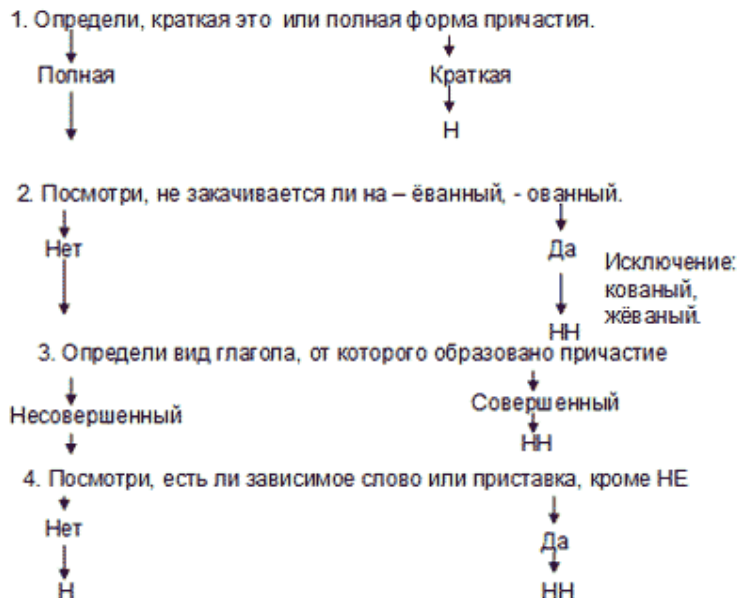 1. Определи, краткая это или полная форма причастия.
Полная Краткая
Н
2. Посмотри, не закачивается ли на – ёванный, - ованный.
Нет Да
Исключение:
кованый,
жёваный.
НН
3. Определи вид глагола, от которого образовано причастие
Несовершенный Совершенный
НН
4. Посмотри, есть ли зависимое слово или приставка, кроме НЕ
Нет Да
Н НН